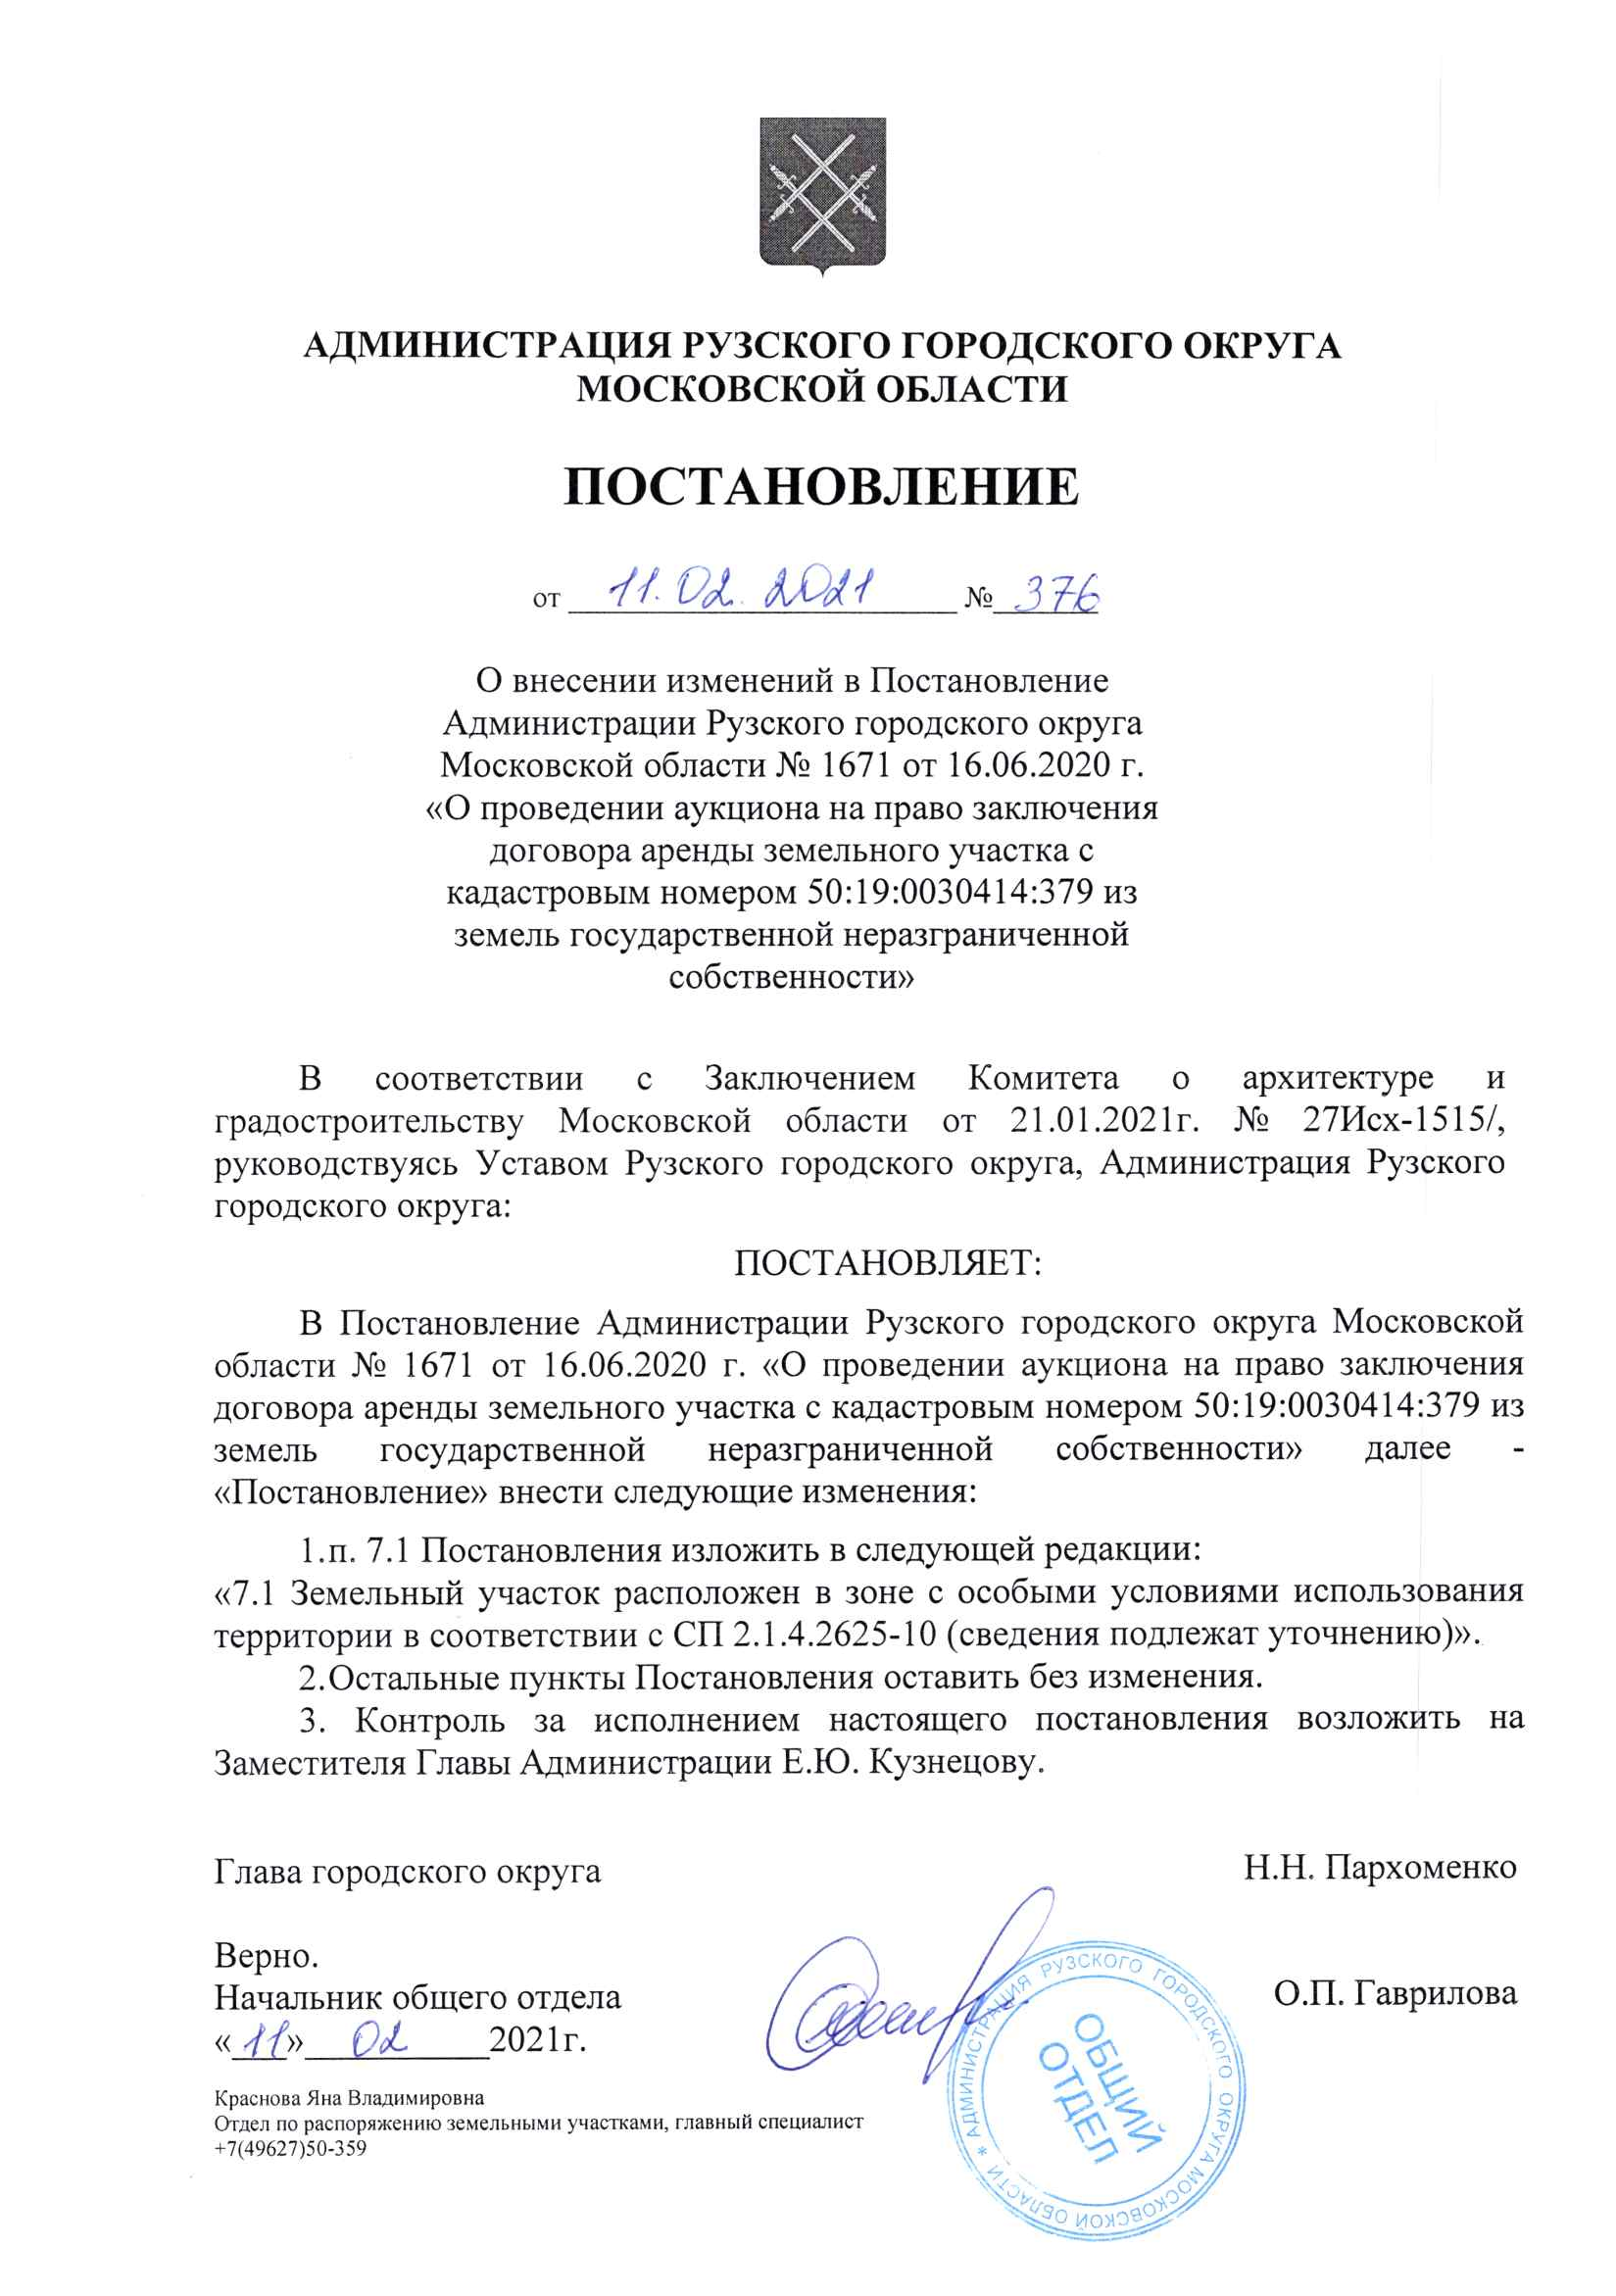 АДМИНИСТРАЦИЯ РУЗСКОГО ГОРОДСКОГО ОКРУГА
МОСКОВСКОЙ ОБЛАСТИ
ПОСТАНОВЛЕНИЕ
от 11.02.2021 № 376
О внесении изменений в Постановление
Администрации Рузского городского округа
Московской области № 1671 от 16.06.2020 г.
«О проведении аукциона на право заключения
договора аренды земельного участка с
кадастровым номером 50:19:0030414:379 из
земель государственной неразграниченной
собственности»
В соответствии с Заключением Комитета о архитектуре и
градостроительству Московской области от 21.01.2021г. № 27Исх-1515/,
руководствуясь Уставом Рузского городского округа, Администрация Рузского
городского округа:
ПОСТАНОВЛЯЕТ:
В Постановление Администрации Рузского городского округа Московской
области № 1671 от 16.06.2020 г. «О проведении аукциона на право заключения
договора аренды земельного участка с кадастровым номером 50:19:0030414:379 из
земель государственной неразграниченной собственности» далее -
«Постановление» внести следующие изменения:
1.п. 7.1 Постановления изложить в следующей редакции:
«7.1 Земельный участок расположен в зоне с особыми условиями использования
территории в соответствии с СП 2.1.4.2625-10 (сведения подлежат уточнению)».
2.Остальные пункты Постановления оставить без изменения.
3. Контроль за исполнением настоящего постановления возложить на
Заместителя Главы Администрации Е.Ю. Кузнецову.
Глава городского округа Н.Н. Пархоменко
Верно.
Начальник общего отдела О.П. Гаврилова
«11» 02 2021г.
Краснова Яна Владимировна
Отдел по распоряжению земельными участками, главный специалист
+7(49627)50-359
* АДМИНИСТРАЦИЯ РУЗСКОГО ГОРОДСКОГО ОКРУГА МОСКОВСКОЙ ОБЛАСТИ
ОБЩИЙ
ОТДЕЛ